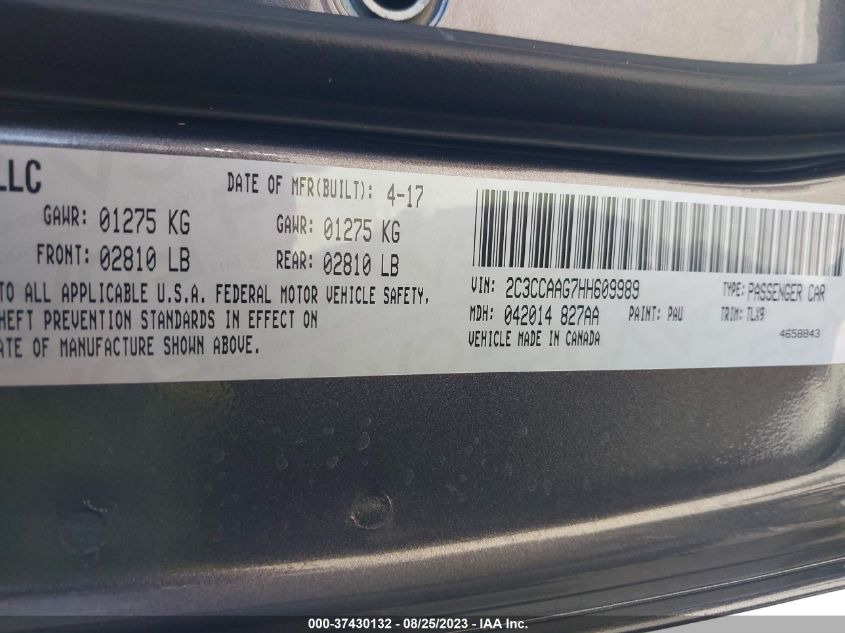 LLC
DATE OF MFR(BUILT): 4-17
GAWR: 01275 KG GAWR: 01275 KG
FRONT: 02810 LB REAR: 02810 LB
TO ALL APPLICABLE U.S.A. FEDERAL MOTOR VEHICLE SAFETY,
HEFT PREVENTION STANDARDS IN EFFECT ON
ATE OF MANUFACTURE SHOWN ABOVE.
VIN: 2C3CCAAG7HH609989 TYPE: PASSENGER CAR
MDH: 042014 827AA PAINT: PAU TRIM: TLX9
VEHICLE MADE IN CANADA 4658843
000-37430132 - 08/25/2023 - IAA Inc.